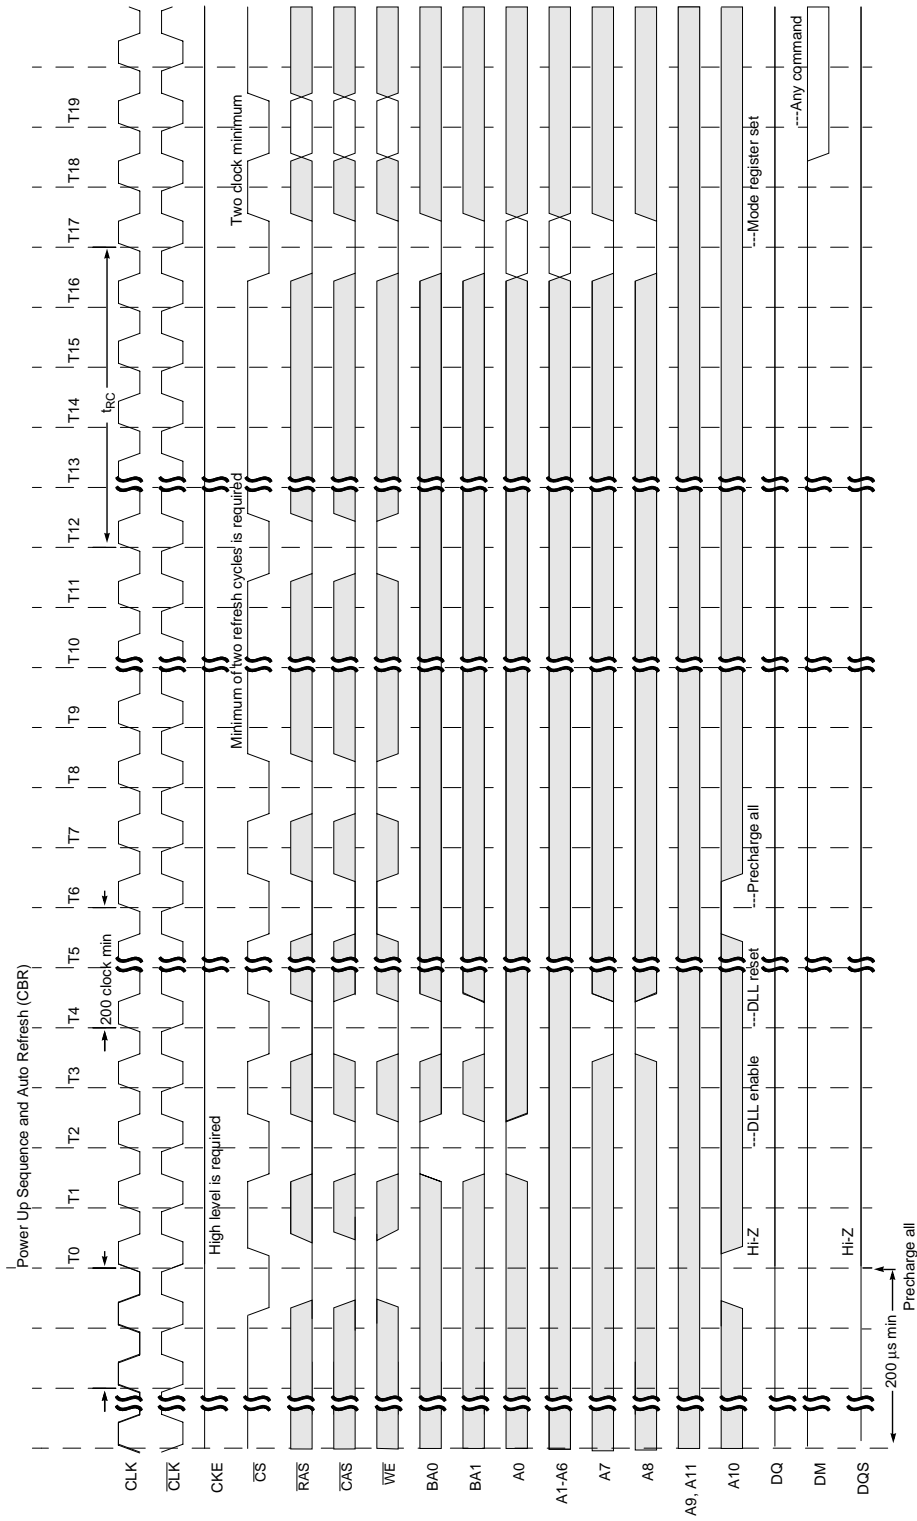 Power Up Sequence and Auto Refresh (CBR)
T0 T1 T2 T3 T4 T5 T6 T7 T8 T9 T10 T11 T12 T13 T14 T15 T16 T17 T18 T19
200 clock min
tRC
CLK
CLK
CKE
High level is required
CS
Minimum of two refresh cycles is required
Two clock minimum
RAS
CAS
WE
BA0
BA1
A0
A1-A6
A7
A8
A9, A11
A10
Hi-Z
---DLL enable
---DLL reset
---Precharge all
---Mode register set
DQ
---Any command
DM
Hi-Z
DQS
200 µs min
Precharge all